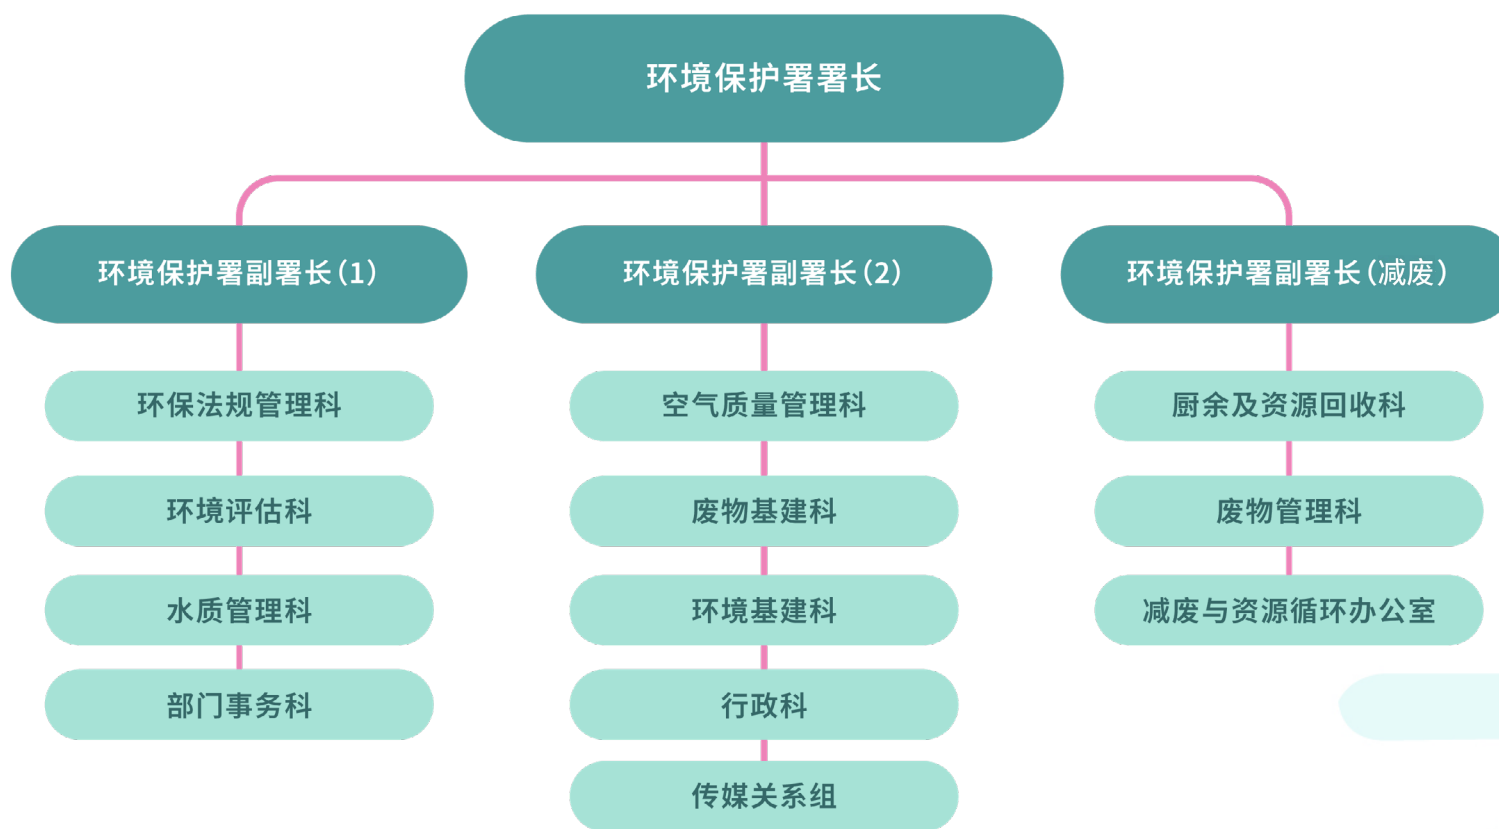 环境保护署署长
环境保护署副署长(1)
环保法规管理科
环境评估科
水质管理科
部门事务科
环境保护署副署长(2)
空气质量管理科
废物基建科
环境基建科
行政科
传媒关系组
环境保护署副署长(减废)
厨余及资源回收科
废物管理科
减废与资源循环办公室